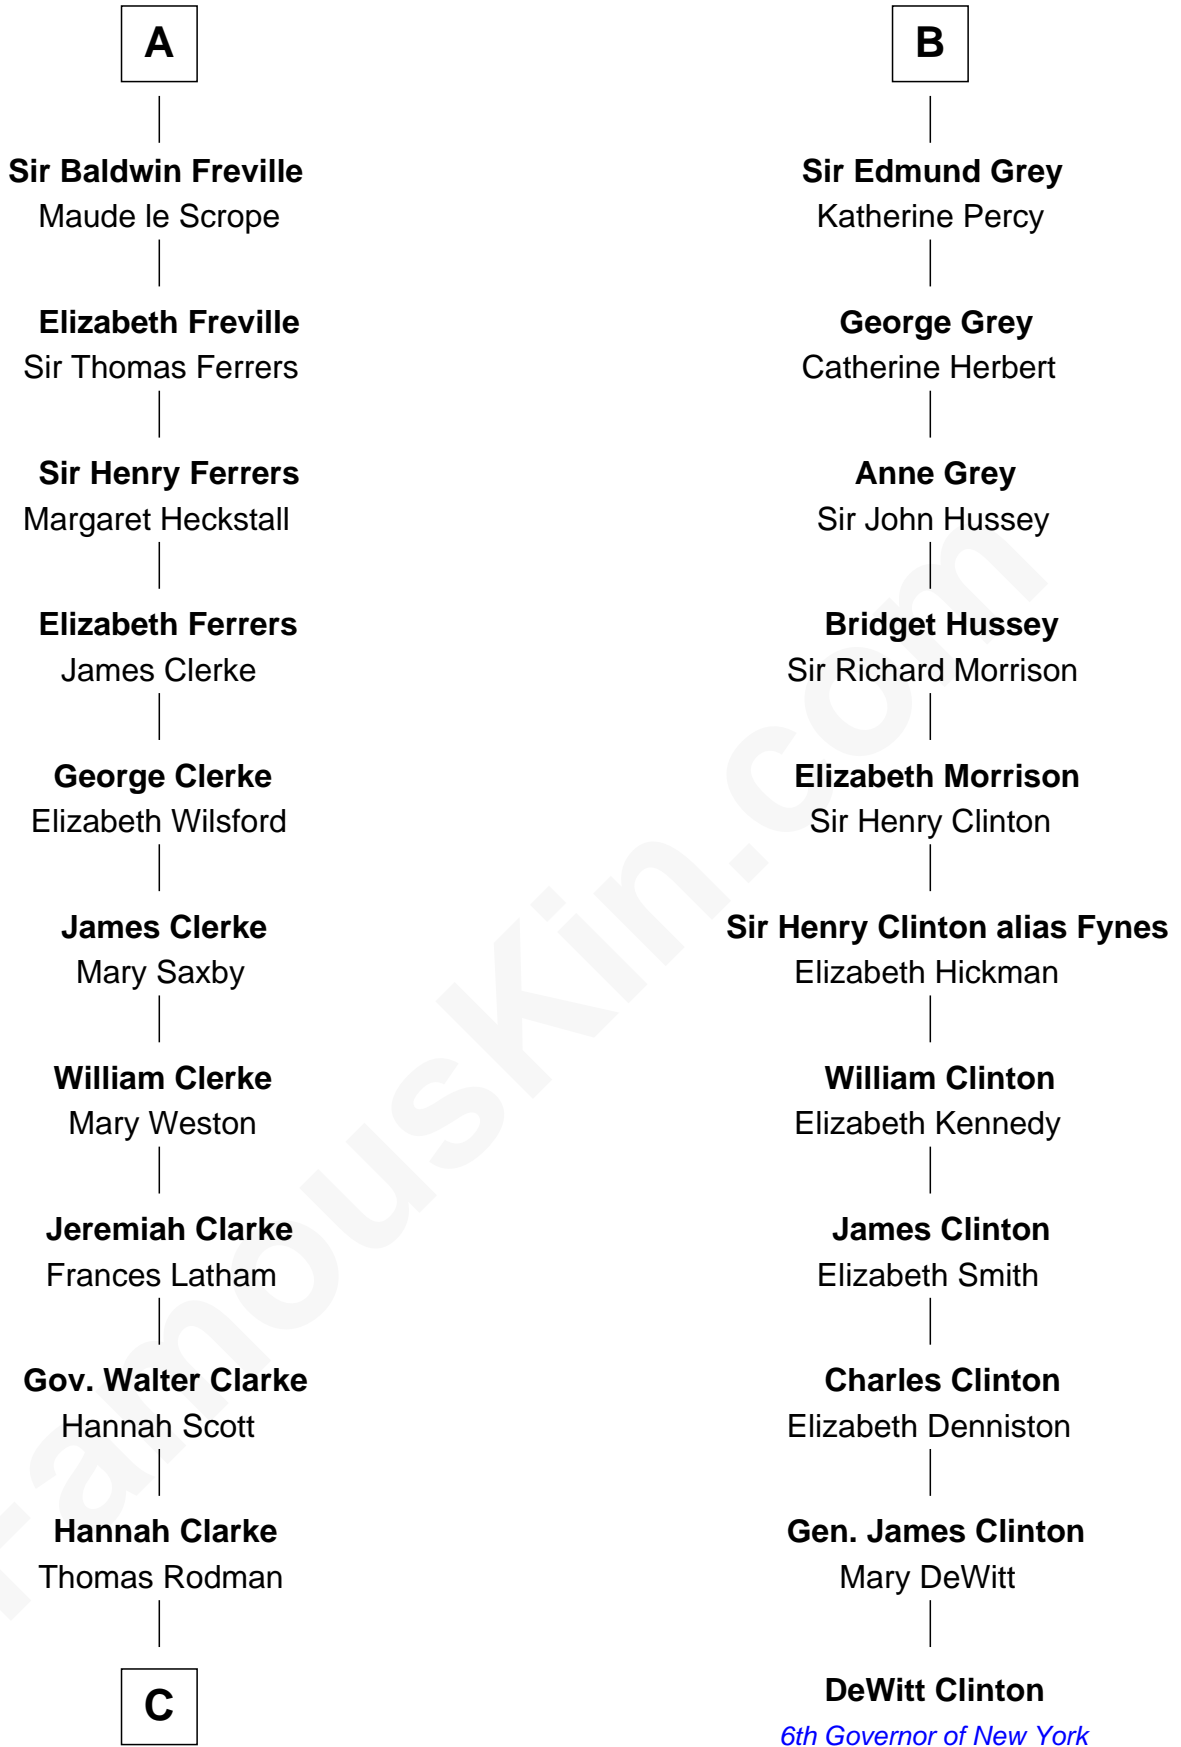 A
Sir Baldwin Freville
Maude le Scrope
Elizabeth Freville
Sir Thomas Ferrers
Sir Henry Ferrers
Margaret Heckstall
Elizabeth Ferrers
James Clerke
George Clerke
Elizabeth Wilsford
James Clerke
Mary Saxby
William Clerke
Mary Weston
Jeremiah Clarke
Frances Latham
Gov. Walter Clarke
Hannah Scott
Hannah Clarke
Thomas Rodman
C
B
Sir Edmund Grey
Katherine Percy
George Grey
Catherine Herbert
Anne Grey
Sir John Hussey
Bridget Hussey
Sir Richard Morrison
Elizabeth Morrison
Sir Henry Clinton
Sir Henry Clinton alias Fynes
Elizabeth Hickman
William Clinton
Elizabeth Kennedy
James Clinton
Elizabeth Smith
Charles Clinton
Elizabeth Denniston
Gen. James Clinton
Mary DeWitt
DeWitt Clinton
6th Governor of New York
FamousKin.com